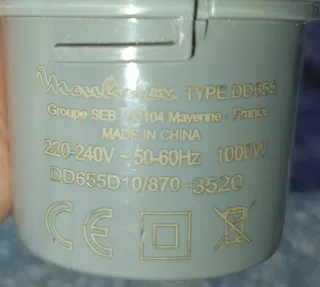 Moulinex TYPE DD655
Groupe SEB 53104 Mayenne - France
MADE IN CHINA
220-240V ~ 50-60Hz 1000W
DD655D10/870 -3520
CE